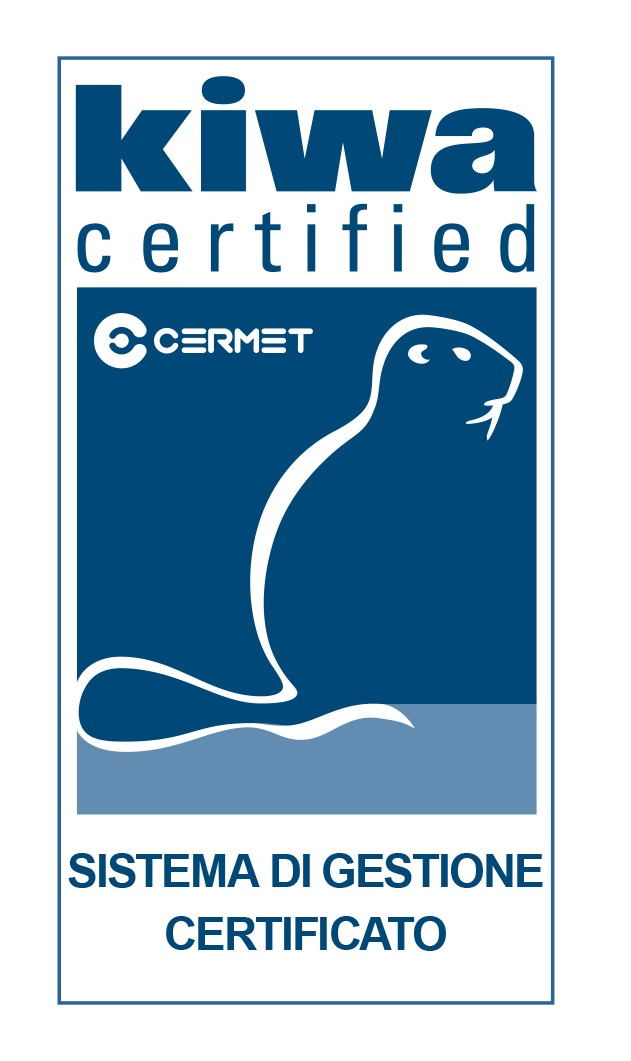 kiwa
certified
CERMET
SISTEMA DI GESTIONE
CERTIFICATO